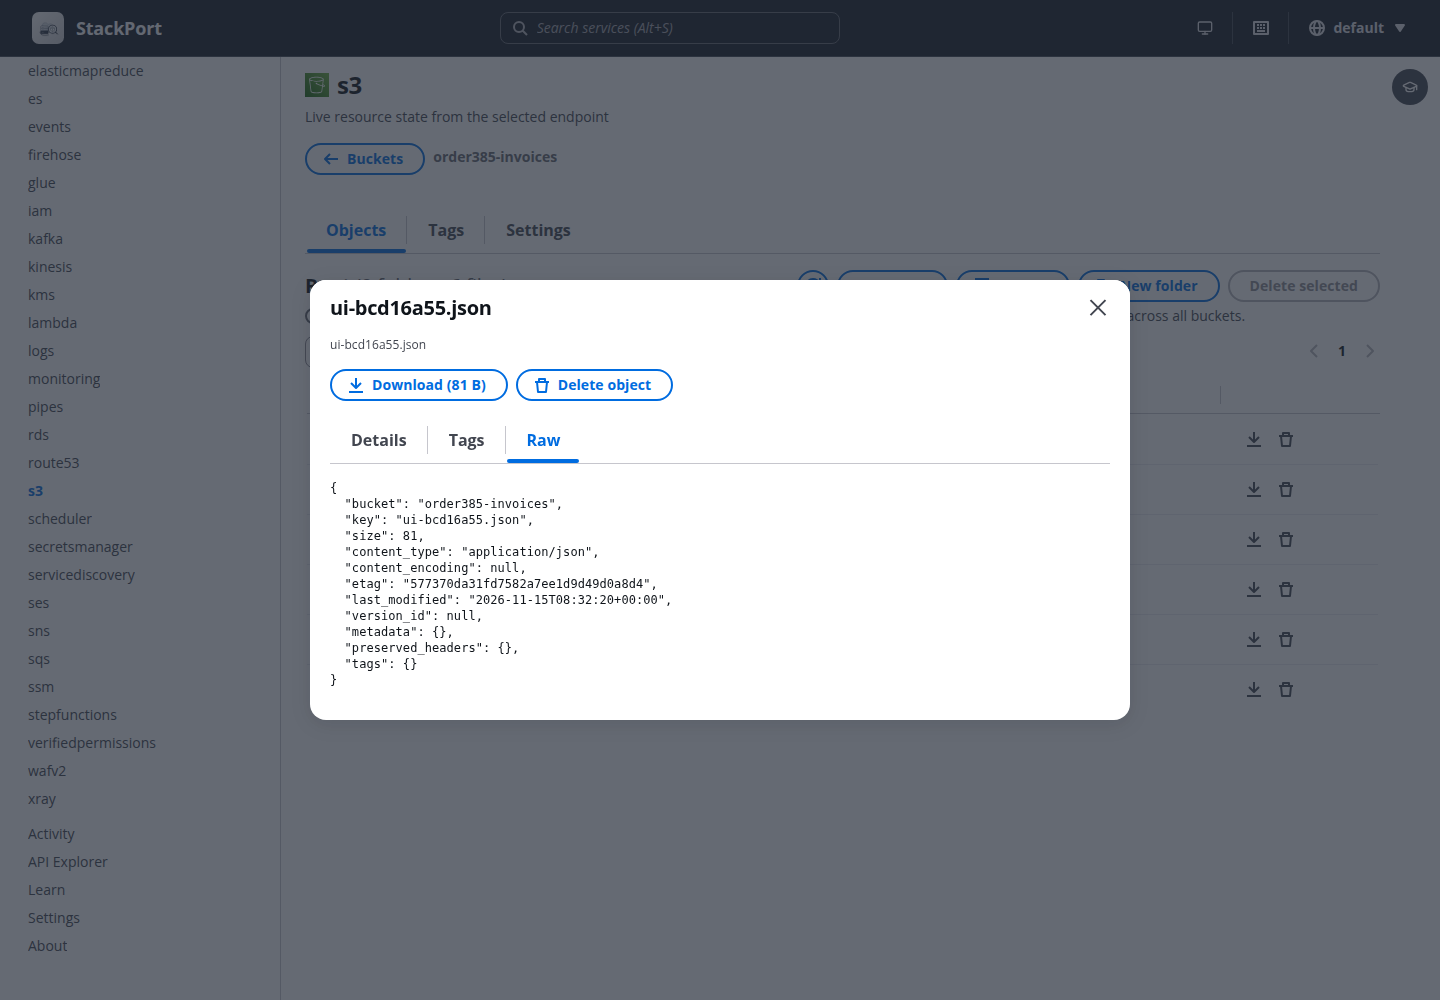 StackPort
Search services (Alt+S)
default
elasticmapreduce
es
events
firehose
glue
iam
kafka
kinesis
kms
lambda
logs
monitoring
pipes
rds
route53
s3
scheduler
secretsmanager
servicediscovery
ses
sns
sqs
ssm
stepfunctions
verifiedpermissions
wafv2
xray
Activity
API Explorer
Learn
Settings
About
s3
Live resource state from the selected endpoint
Buckets
order385-invoices
Objects
Tags
Settings
folder
Delete selected
across all buckets.
1
ui-bcd16a55.json
ui-bcd16a55.json
Download (81 B)
Delete object
Details
Tags
Raw
{
"bucket": "order385-invoices",
"key": "ui-bcd16a55.json",
"size": 81,
"content_type": "application/json",
"content_encoding": null,
"etag": "577370da31fd7582a7ee1d9d49d0a8d4",
"last_modified": "2026-11-15T08:32:20+00:00",
"version_id": null,
"metadata": {},
"preserved_headers": {},
"tags": {}
}